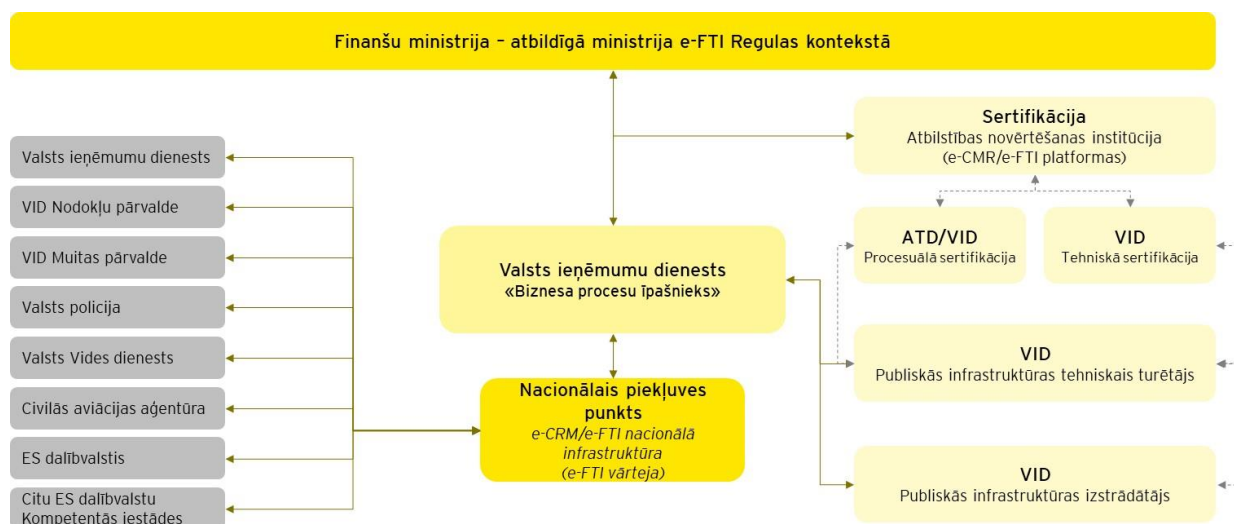 Finanšu ministrija – atbildīgā ministrija e-FTI Regulas kontekstā
Sertifikācija
Atbilstības novērtēšanas institūcija
(e-CMR/e-FTI platformas)
Valsts ieņēmumu dienests
VID Nodokļu pārvalde
VID Muitas pārvalde
Valsts policija
Valsts Vides dienests
Civilās aviācijas aģentūra
ES dalībvalstis
Citu ES dalībvalstu
Kompetentās iestādes
Valsts ieņēmumu dienests
«Biznesa procesu īpašnieks»
Nacionālais piekļuves
punkts
e-CRM/e-FTI nacionālā
infrastruktūra
(e-FTI vārteja)
ATD/VID
Procesuālā sertifikācija
VID
Tehniskā sertifikācija
VID
Publiskās infrastruktūras tehniskais turētājs
VID
Publiskās infrastruktūras izstrādātājs